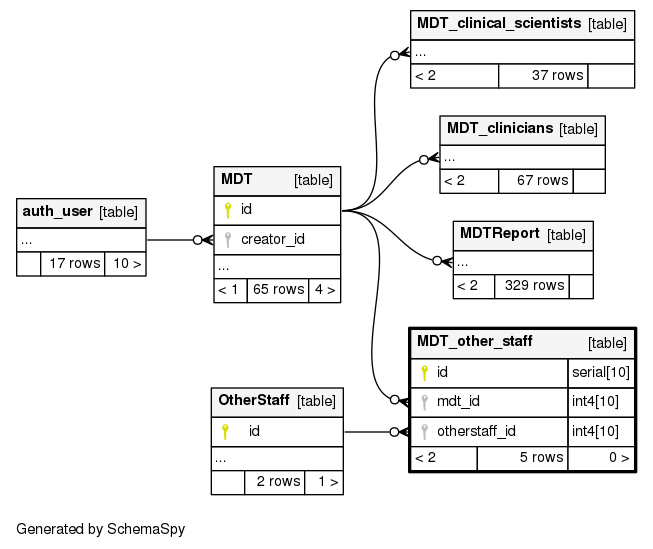 MDT_clinical_scientists [table]
...
< 2 37 rows
MDT_clinicians [table]
...
< 2 67 rows
MDT [table]
id
creator_id
...
< 1 65 rows 4 >
auth_user [table]
...
17 rows 10 >
MDTReport [table]
...
< 2 329 rows
MDT_other_staff [table]
id serial[10]
mdt_id int4[10]
otherstaff_id int4[10]
< 2 5 rows 0 >
OtherStaff [table]
id
...
2 rows 1 >
Generated by SchemaSpy